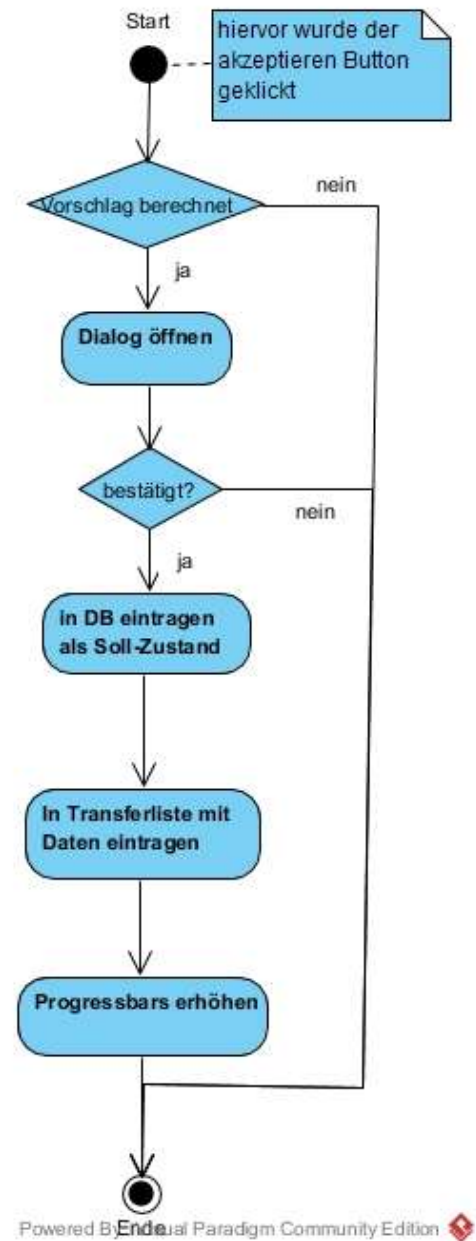 Start
hiervor wurde der
akzeptieren Button
geklickt
Vorschlag berechnet
nein
ja
Dialog öffnen
bestätigt?
nein
ja
in DB eintragen
als Soll-Zustand
In Transferliste mit
Daten eintragen
Progressbars erhöhen
Ende
Powered By ual Paradigm Community Edition